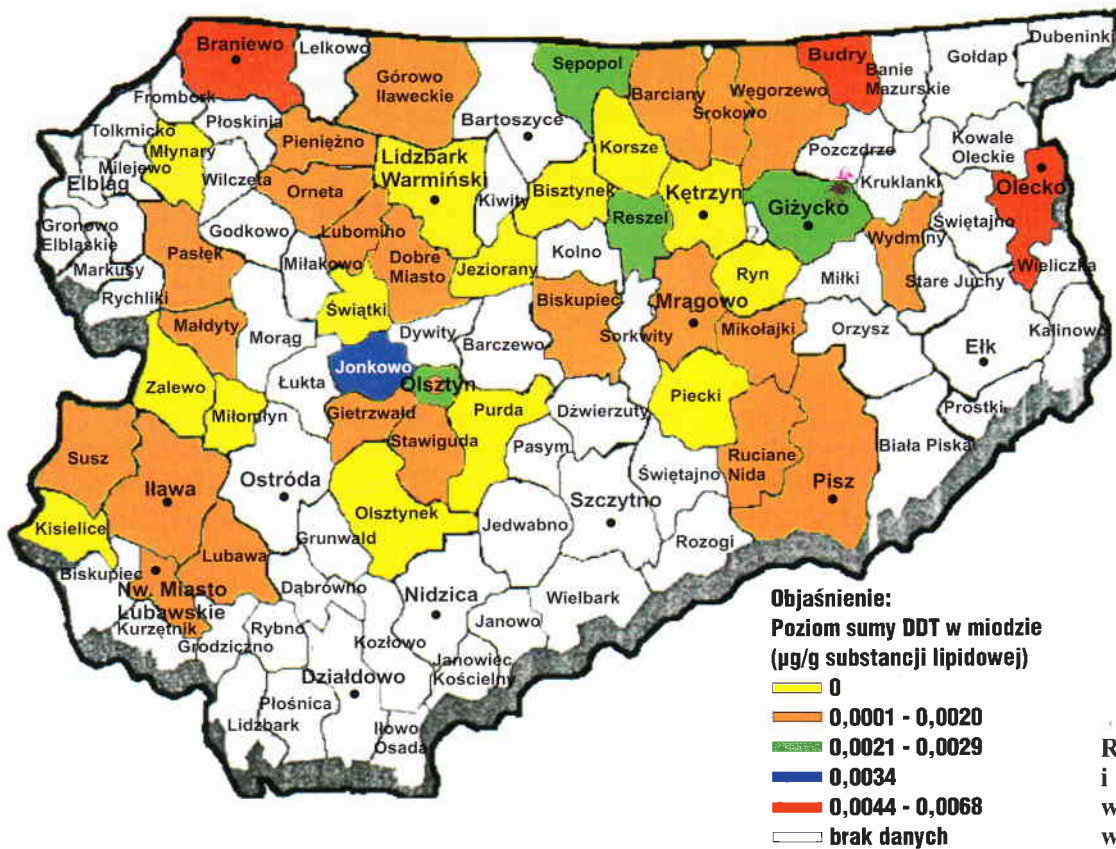 Braniewo
Lelkowo
Górowo
Iławeckie
Sępopol
Budry
Gołdap
Dubeninki
Banie
Mazurskie
Frombork
Bartoszyce
Barciany
Srokowo
Węgorzewo
Tolkmicko
Płoskinia
Młynary
Pieniężno
Lidzbark
Warmiński
Korsze
Pozczdrze
Kowale
Oleckie
Milejewo
Elbląg
Wilczęta
Orneta
Kiwity
Bisztynek
Reszel
Kętrzyn
Giżycko
Kruklanki
Olecko
Gronowo
Elbląskie
Godkowo
Lubomino
Świętajno
Pasłęk
Miłakowo
Dobre
Miasto
Jeziorany
Kolno
Wydminy
Markusy
Rychliki
Ryn
Miłki
Stare Juchy
Wieliczka
Świątki
Biskupiec
Mrągowo
Małdyty
Morąg
Dywity
Barczewo
Sorkwity
Mikołajki
Orzysz
Kalinowo
Ełk
Zalewo
Łukta
Jonkowo
Olsztyn
Miłomłyn
Gietrzwałd
Purda
Dźwierzuty
Piecki
Prostki
Stawiguda
Pasym
Biała Piska
Susz
Iława
Ostróda
Świętajno
Ruciane
Nida
Pisz
Szczytno
Kisielice
Olsztynek
Jedwabno
Lubawa
Grunwald
Rozogi
Biskupiec
Nw. Miasto
Lubawskie
Dąbrówno
Nidzica
Wielbark
Kurzętnik
Grodziczno
Rybno
Kozłowo
Janowo
Działdowo
Janowiec
Kościelny
Lidzbark
Płośnica
Iłowo
Osada
Objaśnienie:
Poziom sumy DDT w miodzie
(µg/g substancji lipidowej)
0
0,0001 - 0,0020
0,0021 - 0,0029
0,0034
0,0044 - 0,0068
brak danych
R
i
w
w